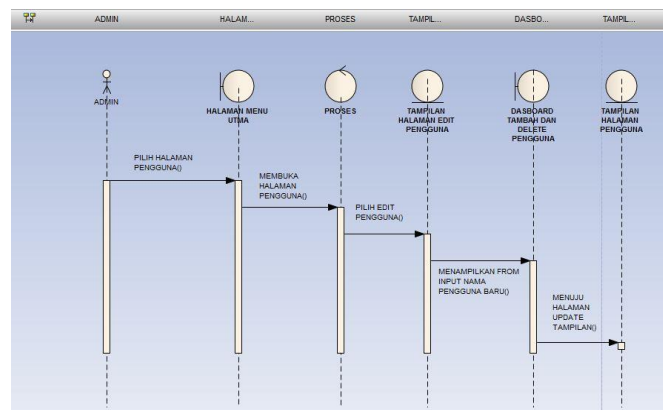 ADMIN
HALAM...
PROSES
TAMPIL...
DASBO...
TAMPIL...
ADMIN
HALAMAN MENU
UTMA
PROSES
TAMPILAN
HALAMAN EDIT
PENGGUNA
DASBOARD
TAMBAH DAN
DELETE
PENGGUNA
TAMPILAN
HALAMAN
PENGGUNA
PILIH HALAMAN
PENGGUNA()
MEMBUKA
HALAMAN
PENGGUNA()
PILIH EDIT
PENGGUNA()
MENAMPILKAN FROM
INPUT NAMA
PENGGUNA BARU()
MENUJU
HALAMAN
UPDATE
TAMPILAN()